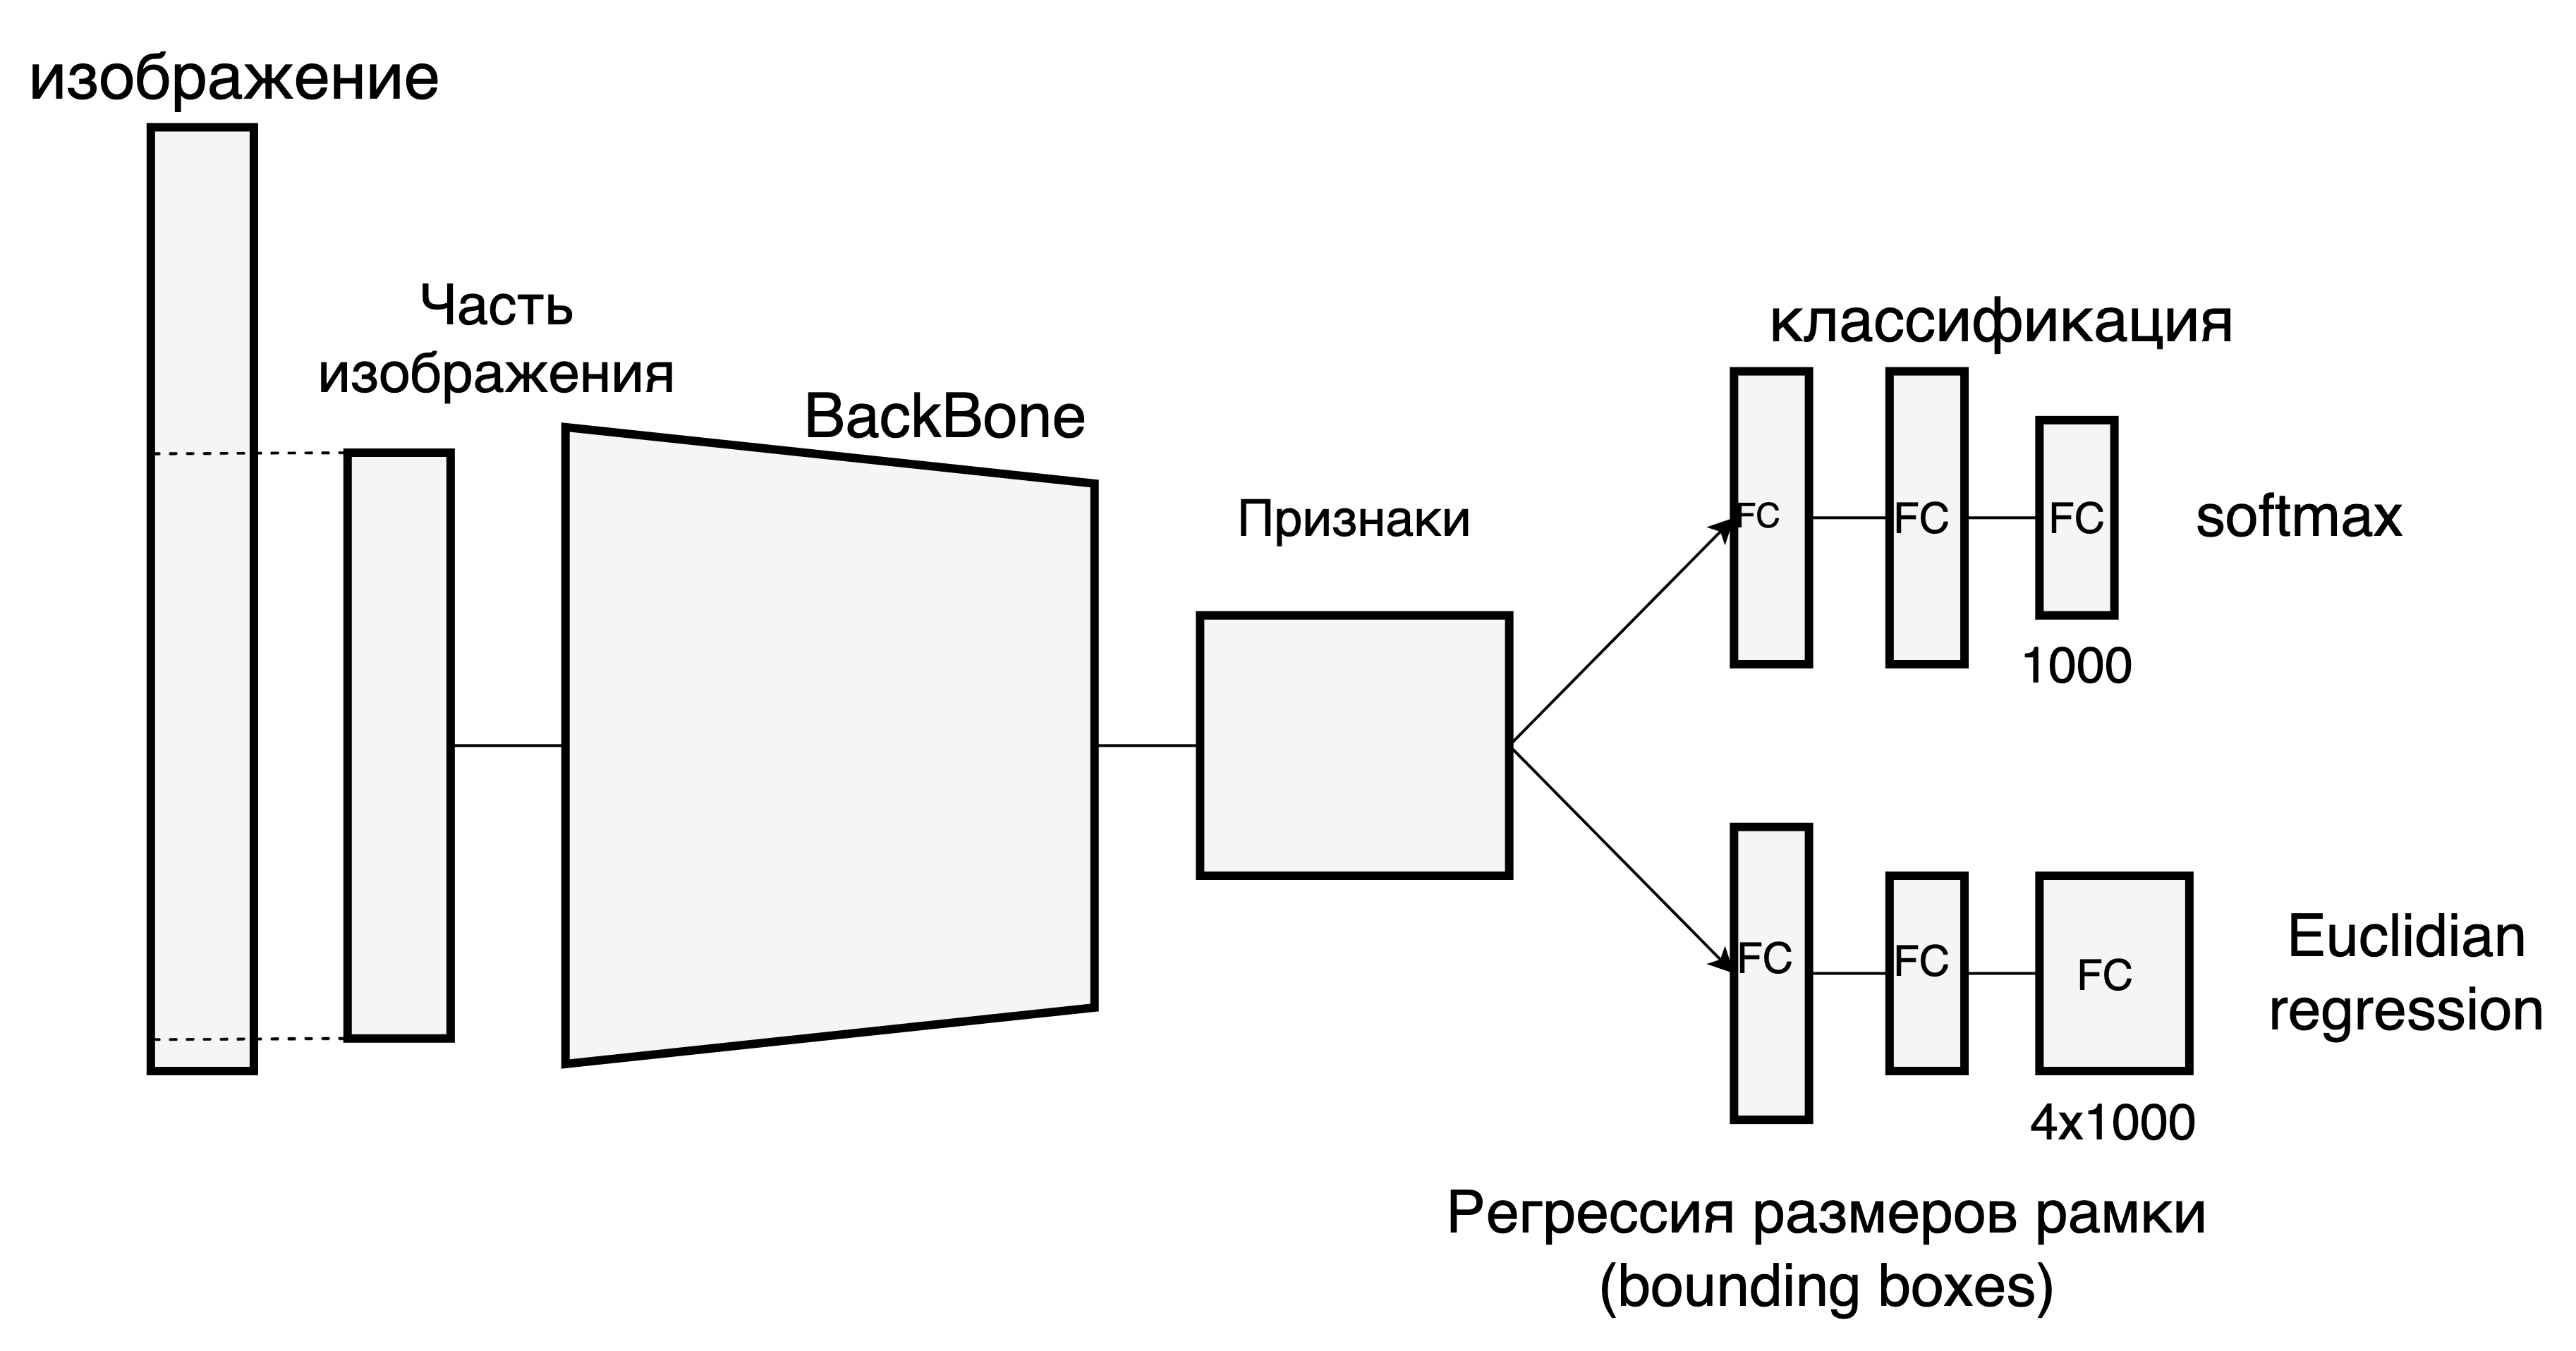 изображение
Часть
изображения
BackBone
Признаки
классификация
FC
FC
FC
softmax
1000
FC
FC
FC
Euclidian
regression
4x1000
Регрессия размеров рамки
(bounding boxes)